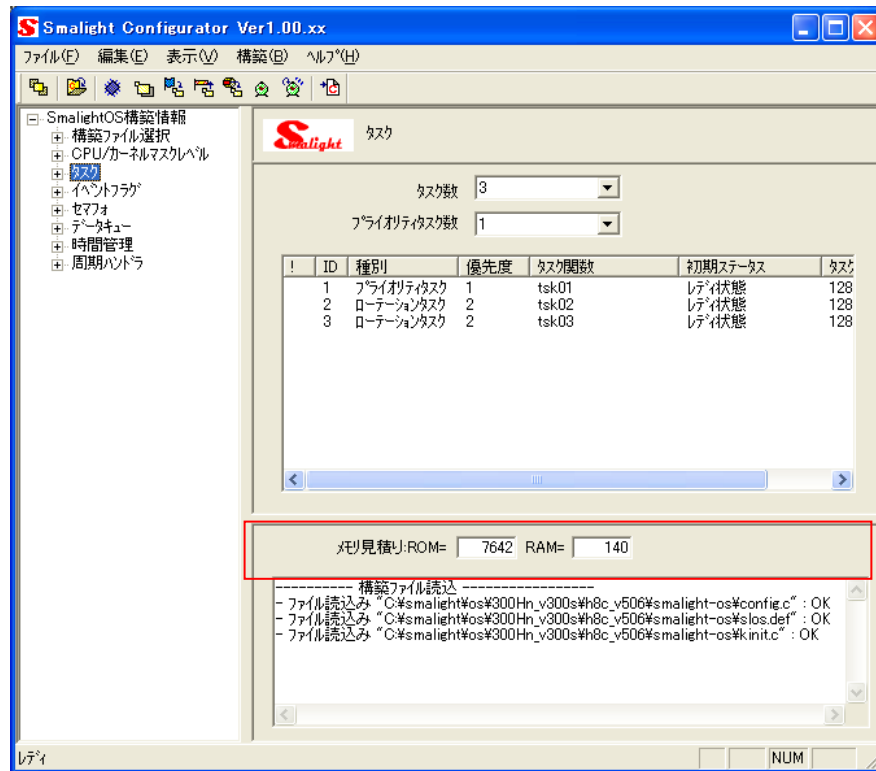 Smalight Configurator Ver1.00.xx
ファイル(F) 編集(E) 表示(V) 構築(B) ヘルプ(H)
SmalightOS構築情報
構築ファイル選択
CPU/カーネルマスクレベル
タスク
イベントフラグ
セマフォ
データキュー
時間管理
周期ハンドラ
Smalight タスク
タスク数 3
プライオリティタスク数 1
! ID 種別 優先度 タスク関数 初期ステータス タスク
1 プライオリティタスク 1 tsk01 レディ状態 128
2 ローテーションタスク 2 tsk02 レディ状態 128
3 ローテーションタスク 2 tsk03 レディ状態 128
メモリ見積り:ROM= 7642 RAM= 140
---------- 構築ファイル読込 -----------------
- ファイル読込み "C:¥smalight¥os¥300Hn_v300s¥h8c_v506¥smalight-os¥config.c" : OK
- ファイル読込み "C:¥smalight¥os¥300Hn_v300s¥h8c_v506¥smalight-os¥slos.def" : OK
- ファイル読込み "C:¥smalight¥os¥300Hn_v300s¥h8c_v506¥smalight-os¥kinit.c" : OK
レディ NUM